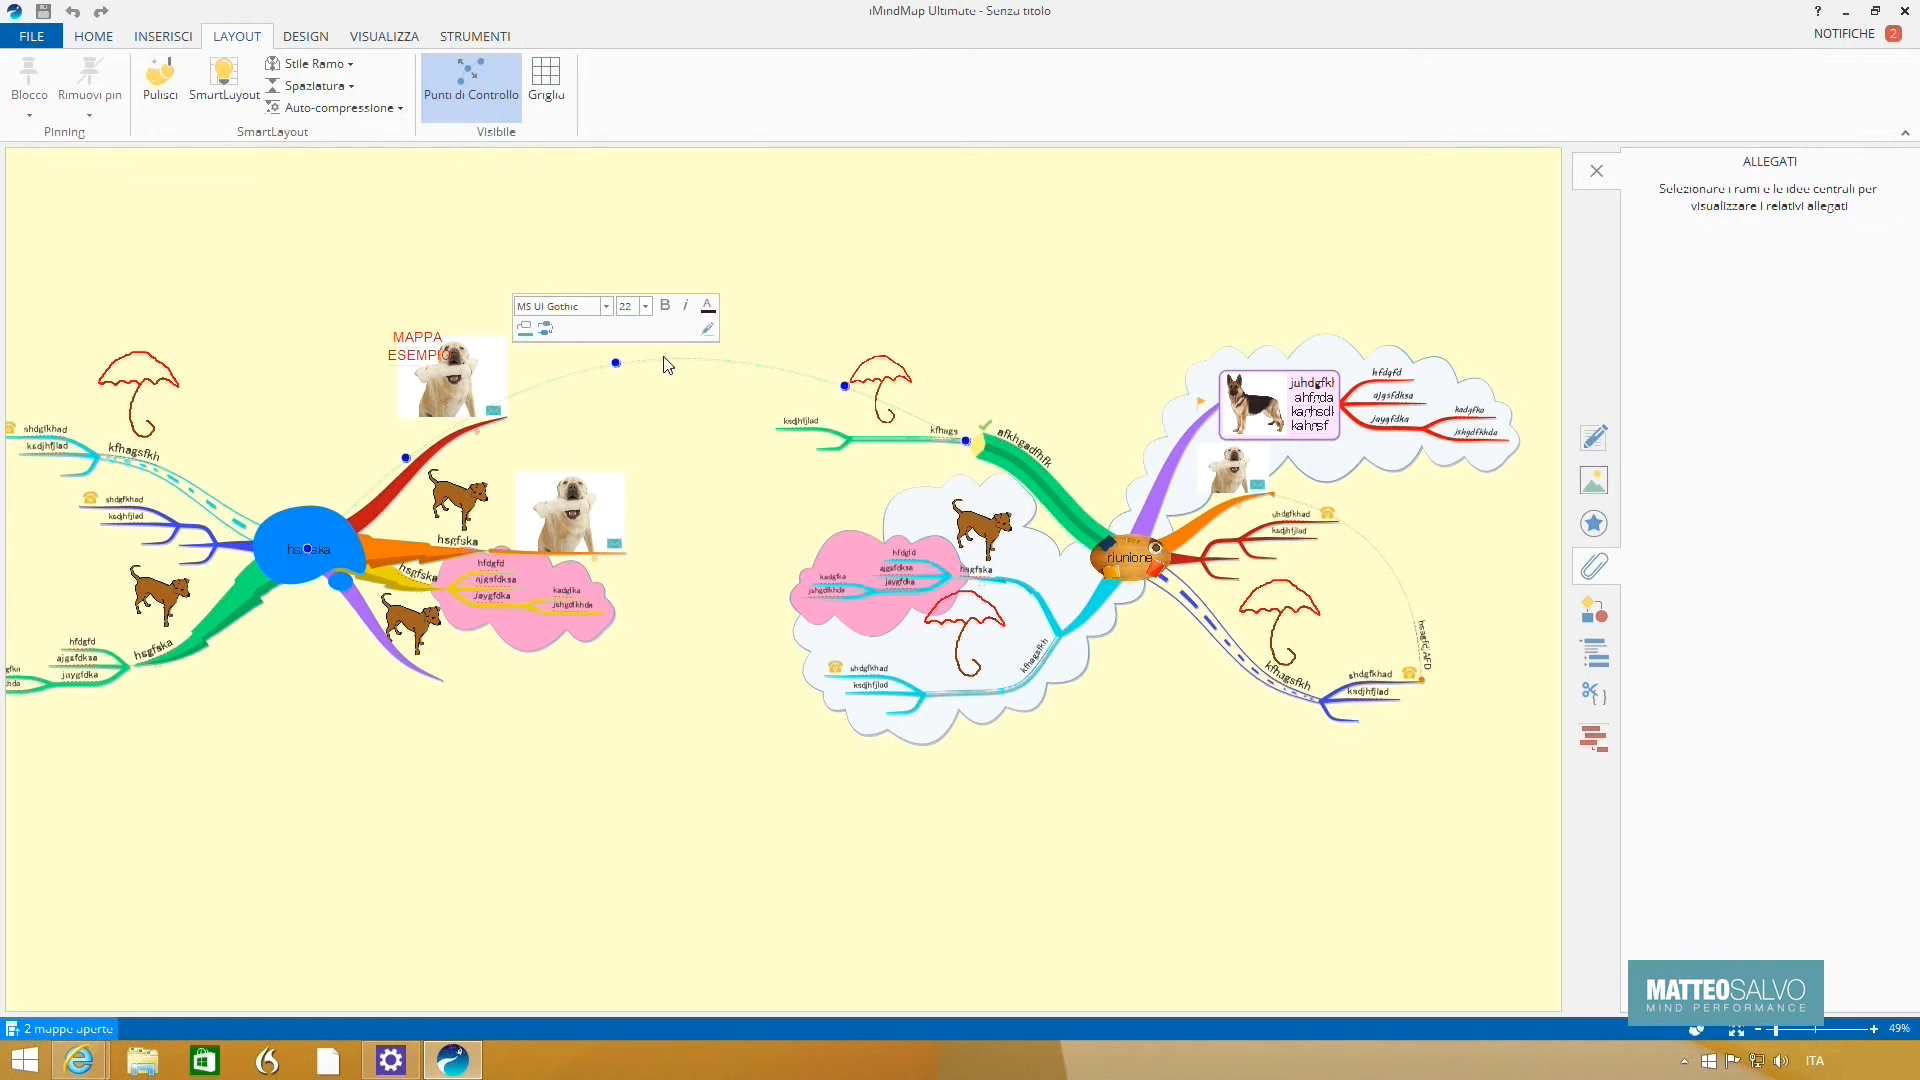 iMindMap Ultimate - Senza titolo
?
FILE HOME INSERISCI LAYOUT DESIGN VISUALIZZA STRUMENTI
NOTIFICHE 2
Blocco
Rimuovi pin
Pinning
Pulisci
SmartLayout
Stile Ramo
Spaziatura
Auto-compressione
SmartLayout
Punti di Controllo
Griglia
Visibile
ALLEGATI
Selezionare i rami e le idee centrali per
visualizzare i relativi allegati
MS UI Gothic 22 B i A
MAPPA
ESEMPIO
shdgfkhad
ksdjhfjlad
kfhagsfkh
shdgfkhad
ksdjhfjlad
hsgfska
hfdgfd
ajgsfdksa
jaygfdka
hsgfska
hsgfska
hfdgfd
ajgsfdksa
jaygfdka
kadgfka
jshgdfkhda
ksdjhfjlad
kfhags
afkhgadfhfk
hfdgfd
ajgsfdksa
jaygfdka
kadgfka
jshgdfkhda
hsgfska
kfhagsfkh
shdgfkhad
ksdjhfjlad
riunione
hfdgfd
ajgsfdksa
jaygfdka
kadgfka
jshgdfkhda
shdgfkhad
ksdjhfjlad
kfhagsfkh
shdgfkhad
ksdjhfjlad
MATTEOSALVO
MIND PERFORMANCE
2 mappe aperte
49%
ITA